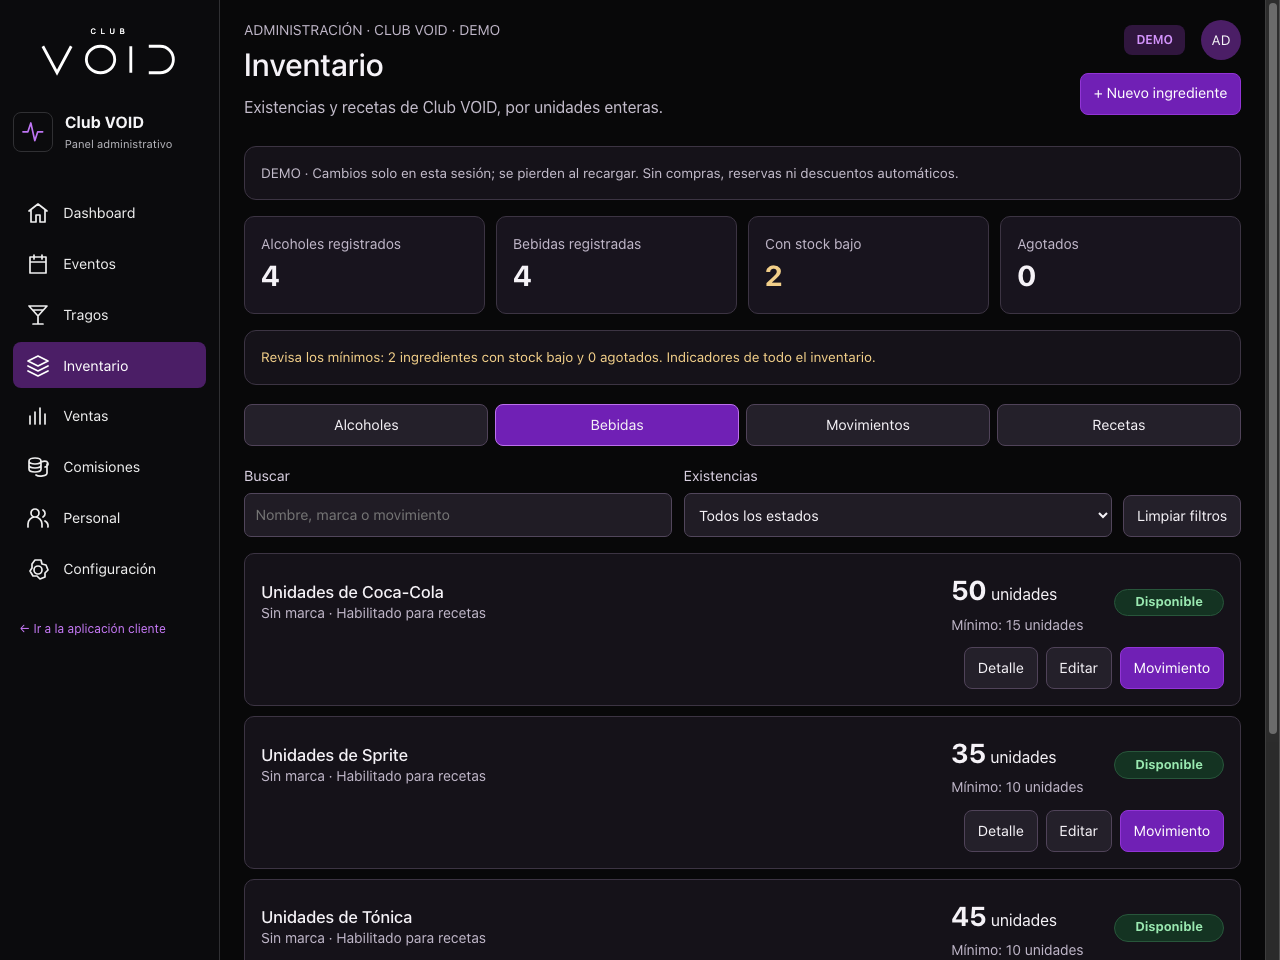 CLUB
VOID
Club VOID
Panel administrativo
Dashboard
Eventos
Tragos
Inventario
Ventas
Comisiones
Personal
Configuración
← Ir a la aplicación cliente
ADMINISTRACIÓN · CLUB VOID · DEMO
Inventario
Existencias y recetas de Club VOID, por unidades enteras.
DEMO
AD
+ Nuevo ingrediente
DEMO · Cambios solo en esta sesión; se pierden al recargar. Sin compras, reservas ni descuentos automáticos.
Alcoholes registrados
4
Bebidas registradas
4
Con stock bajo
2
Agotados
0
Revisa los mínimos: 2 ingredientes con stock bajo y 0 agotados. Indicadores de todo el inventario.
Alcoholes
Bebidas
Movimientos
Recetas
Buscar
Nombre, marca o movimiento
Existencias
Todos los estados
Limpiar filtros
Unidades de Coca-Cola
Sin marca · Habilitado para recetas
50 unidades
Mínimo: 15 unidades
Disponible
Detalle
Editar
Movimiento
Unidades de Sprite
Sin marca · Habilitado para recetas
35 unidades
Mínimo: 10 unidades
Disponible
Detalle
Editar
Movimiento
Unidades de Tónica
Sin marca · Habilitado para recetas
45 unidades
Mínimo: 10 unidades
Disponible